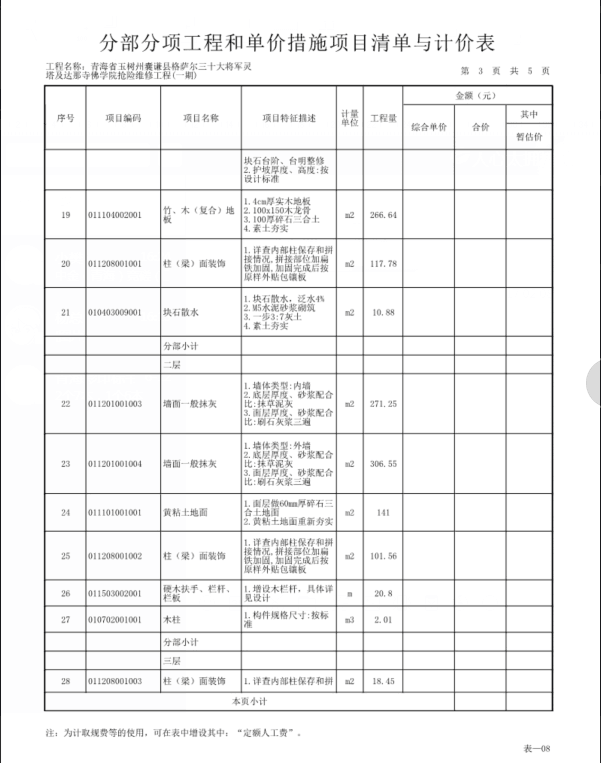 分部分项工程和单价措施项目清单与计价表
工程名称: 青海省玉树州囊谦县格萨尔三十大将军灵
塔及达那寺佛学院抢险维修工程(一期)
第 3 页 共 5 页
序号 项目编码 项目名称 项目特征描述 计量单位 工程量 金额（元）
综合单价 合价 其中
暂估价
块石台阶、台明整修
2.护坡厚度、高度:按
设计标准
19 011104002001 竹、木（复合）地板 1.4cm厚实木地板
2.100x150木龙骨
3.100厚碎石三合土
4.素土夯实 m2 266.64
20 011208001001 柱（梁）面装饰 1.详查内部柱保存和拼
接情况,拼接部位加扁
铁加固,加固完成后按
原样外贴包镶板 m2 117.78
21 010403009001 块石散水 1.块石散水，泛水4%
2.M5水泥砂浆砌筑
3.一步3:7灰土
4.素土夯实 m2 10.88
分部小计
二层
22 011201001003 墙面一般抹灰 1.墙体类型:内墙
2.底层厚度、砂浆配合
比:抹草泥灰
3.面层厚度、砂浆配合
比:刷石灰浆三遍 m2 271.25
23 011201001004 墙面一般抹灰 1.墙体类型:外墙
2.底层厚度、砂浆配合
比:抹草泥灰
3.面层厚度、砂浆配合
比:刷石灰浆三遍 m2 306.55
24 011101001001 黄粘土地面 1.面层做60mm厚碎石三
合土地面
2.黄粘土地面重新夯实 m2 141
25 011208001002 柱（梁）面装饰 1.详查内部柱保存和拼
接情况,拼接部位加扁
铁加固,加固完成后按
原样外贴包镶板 m2 101.56
26 011503002001 硬木扶手、栏杆、栏板 1.增设木栏杆，具体详
见设计 m 20.8
27 010702001001 木柱 1.构件规格尺寸:按标
准 m3 2.01
分部小计
三层
28 011208001003 柱（梁）面装饰 1.详查内部柱保存和拼 m2 18.45
本页小计
注: 为计取规费等的使用，可在表中增设其中: “定额人工费”。
表—08